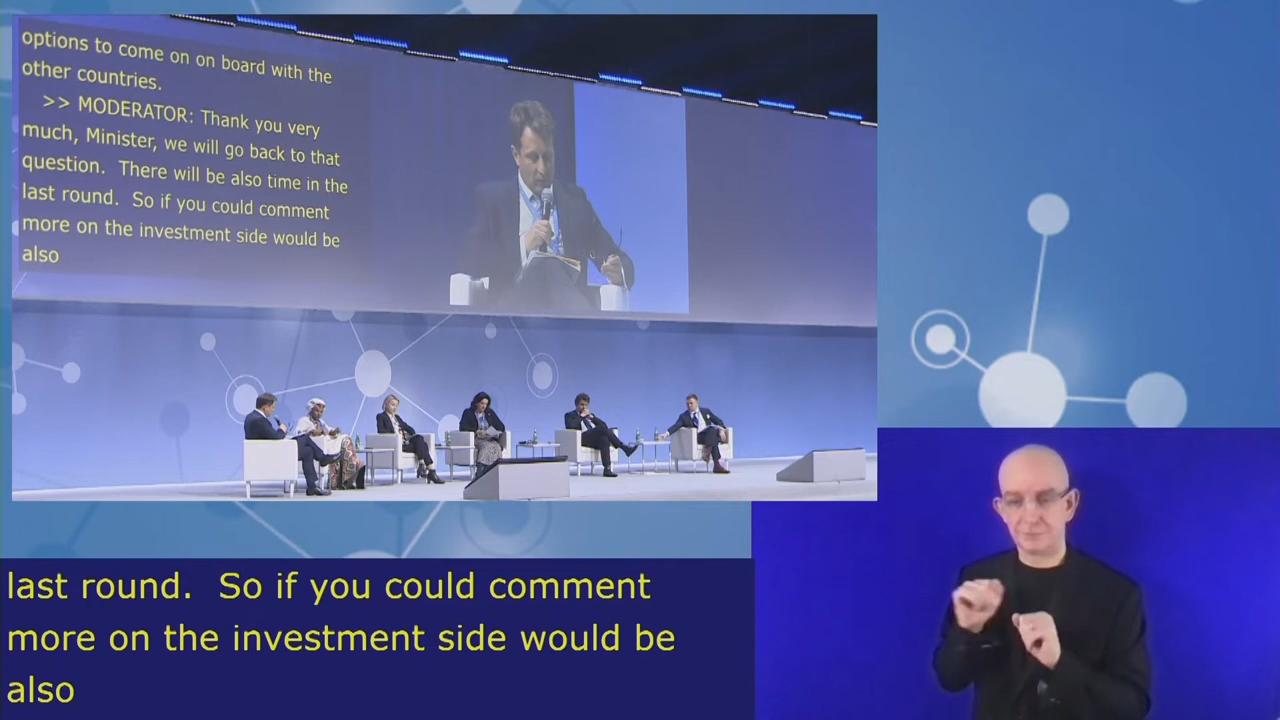 options to come on on board with the
other countries.
>> MODERATOR: Thank you very
much, Minister, we will go back to that
question. There will be also time in the
last round. So if you could comment
more on the investment side would be
also
last round. So if you could comment
more on the investment side would be
also